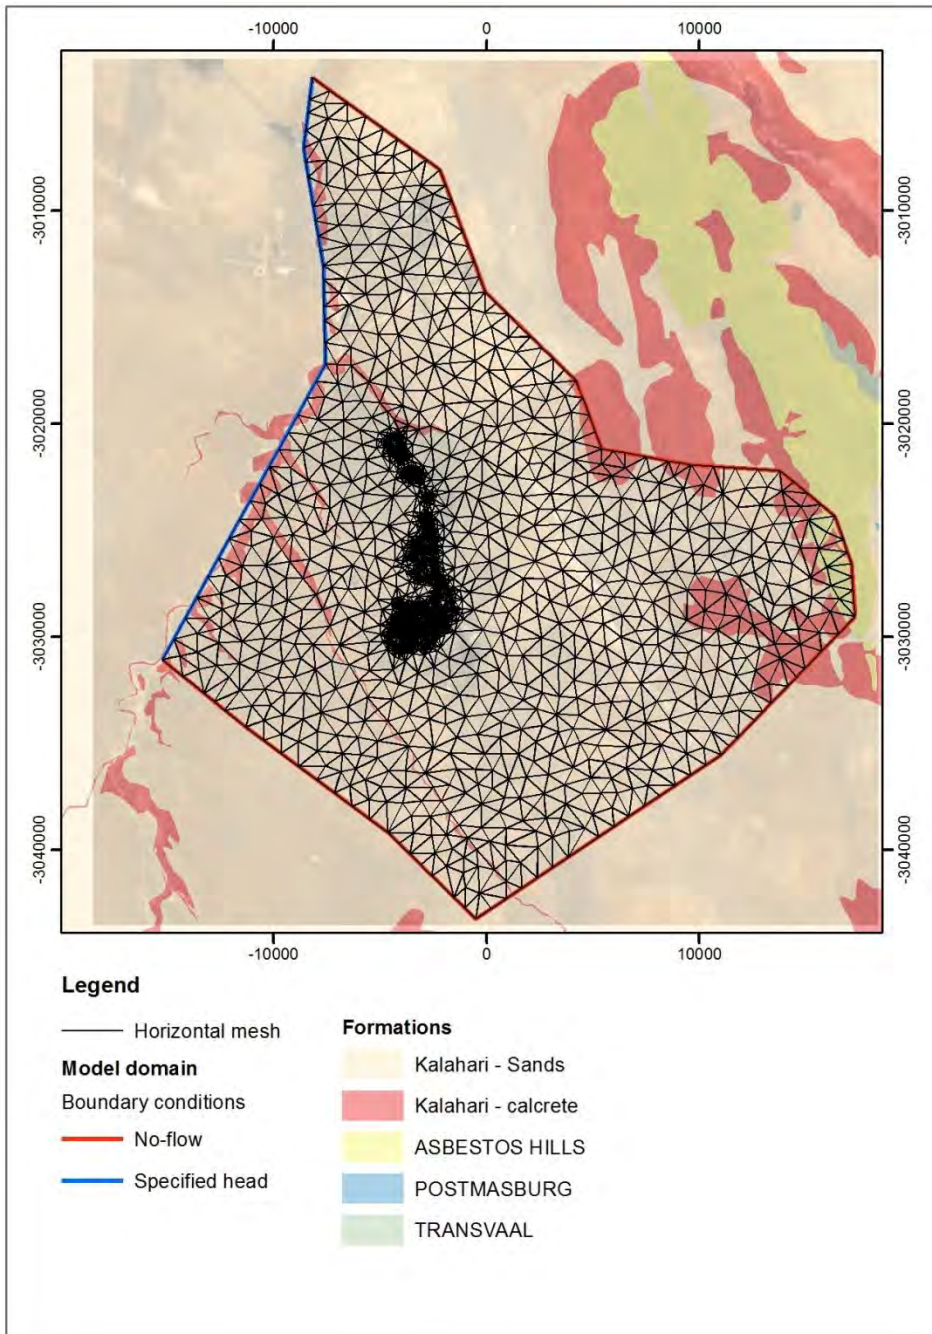 -10000 0 10000
-3010000 -3010000
-3020000 -3020000
-3030000 -3030000
-3040000 -3040000
-10000 0 10000
Legend
Horizontal mesh
Model domain
Boundary conditions
No-flow
Specified head
Formations
Kalahari - Sands
Kalahari - calcrete
ASBESTOS HILLS
POSTMASBURG
TRANSVAAL